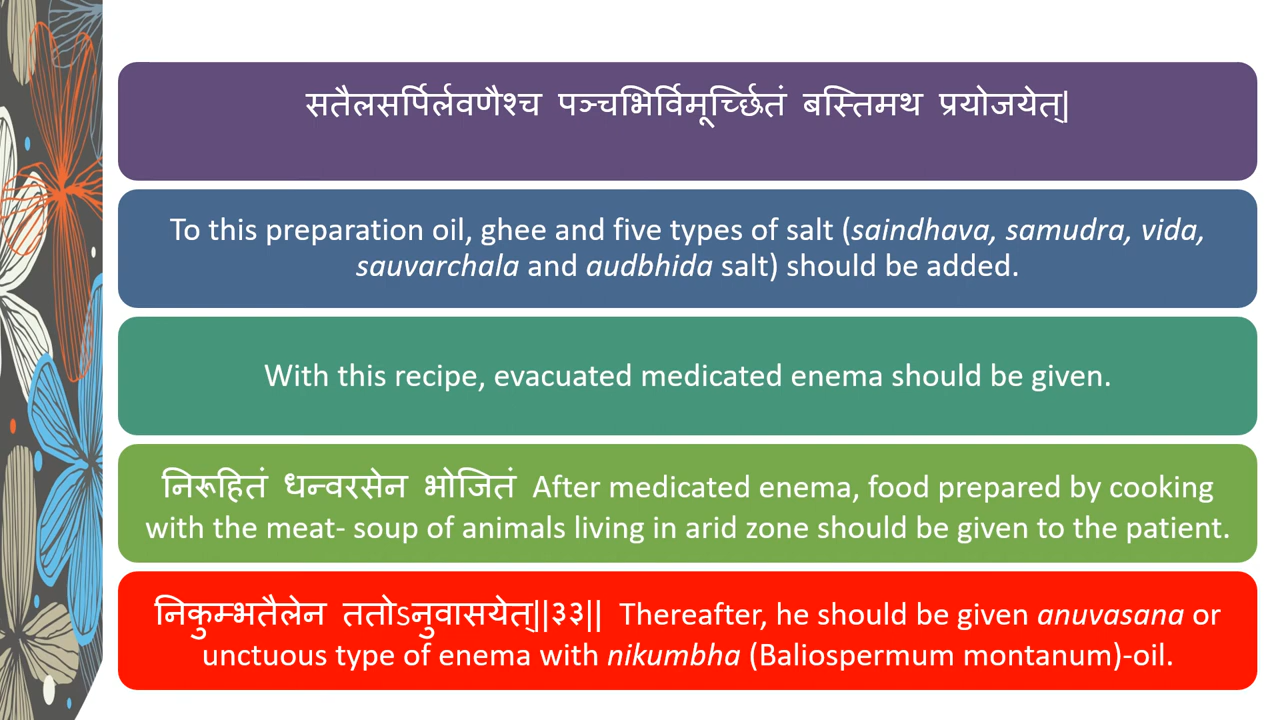 सतैलसर्पिर्लवणैश्च पञ्चभिर्विमूर्च्छितं बस्तिमथ प्रयोजयेत्|
To this preparation oil, ghee and five types of salt (saindhava, samudra, vida,
sauvarchala and audbhida salt) should be added.
With this recipe, evacuated medicated enema should be given.
निरूहितं धन्वरसेन भोजितं After medicated enema, food prepared by cooking
with the meat- soup of animals living in arid zone should be given to the patient.
निकुम्भतैलेन ततोऽनुवासयेत्||३३|| Thereafter, he should be given anuvasana or
unctuous type of enema with nikumbha (Baliospermum montanum)-oil.